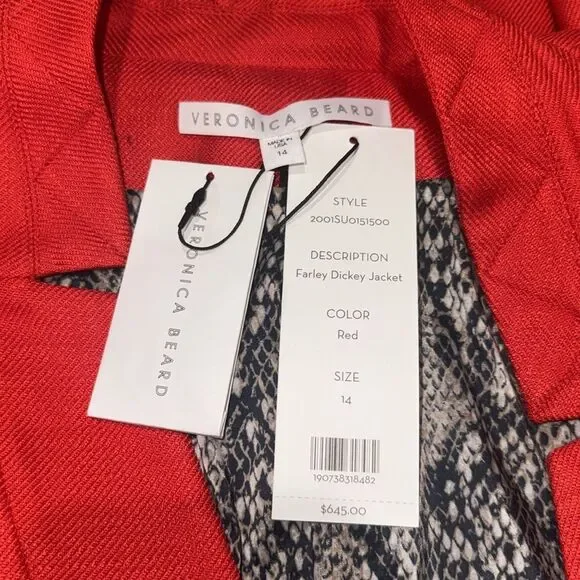 VERONICA BEARD
MADE IN
USA
14
VERONICA BEARD
STYLE
2001SU0151500
DESCRIPTION
Farley Dickey Jacket
COLOR
Red
SIZE
14
190738318482
$645.00